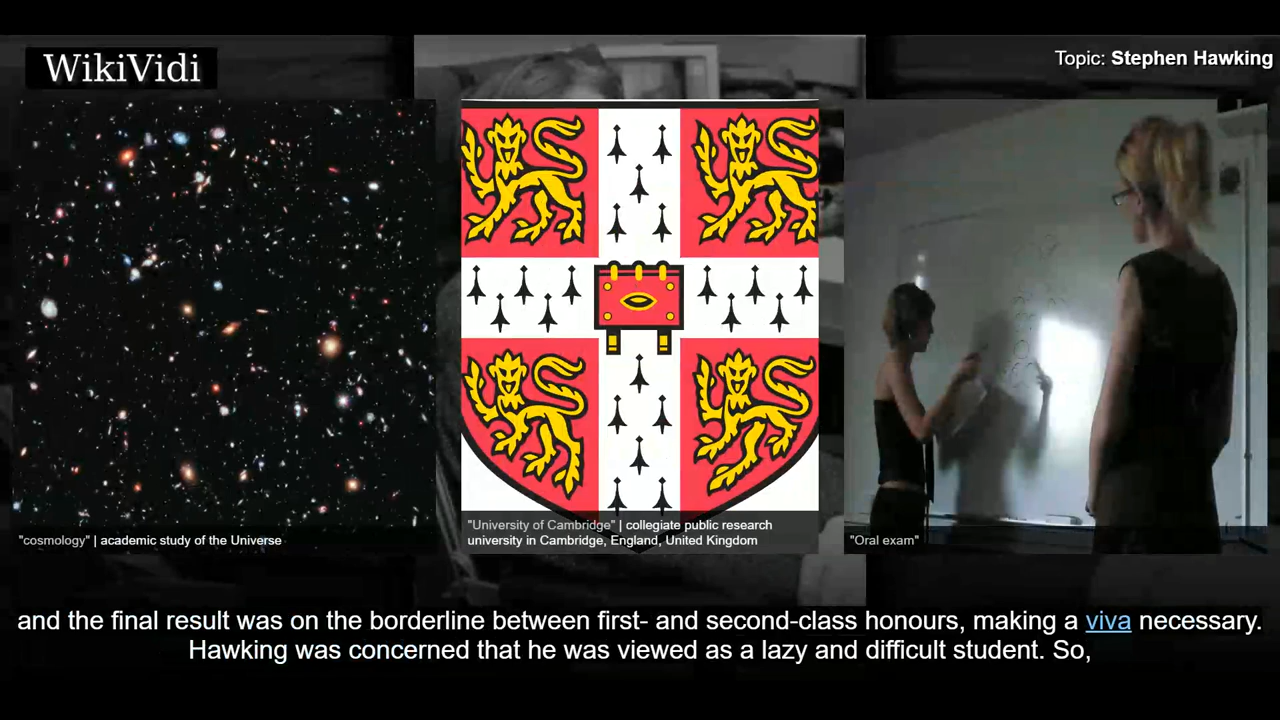 WikiVidi
Topic: Stephen Hawking
"cosmology" | academic study of the Universe
"University of Cambridge" | collegiate public research
university in Cambridge, England, United Kingdom
"Oral exam"
and the final result was on the borderline between first- and second-class honours, making a viva necessary.
Hawking was concerned that he was viewed as a lazy and difficult student. So,